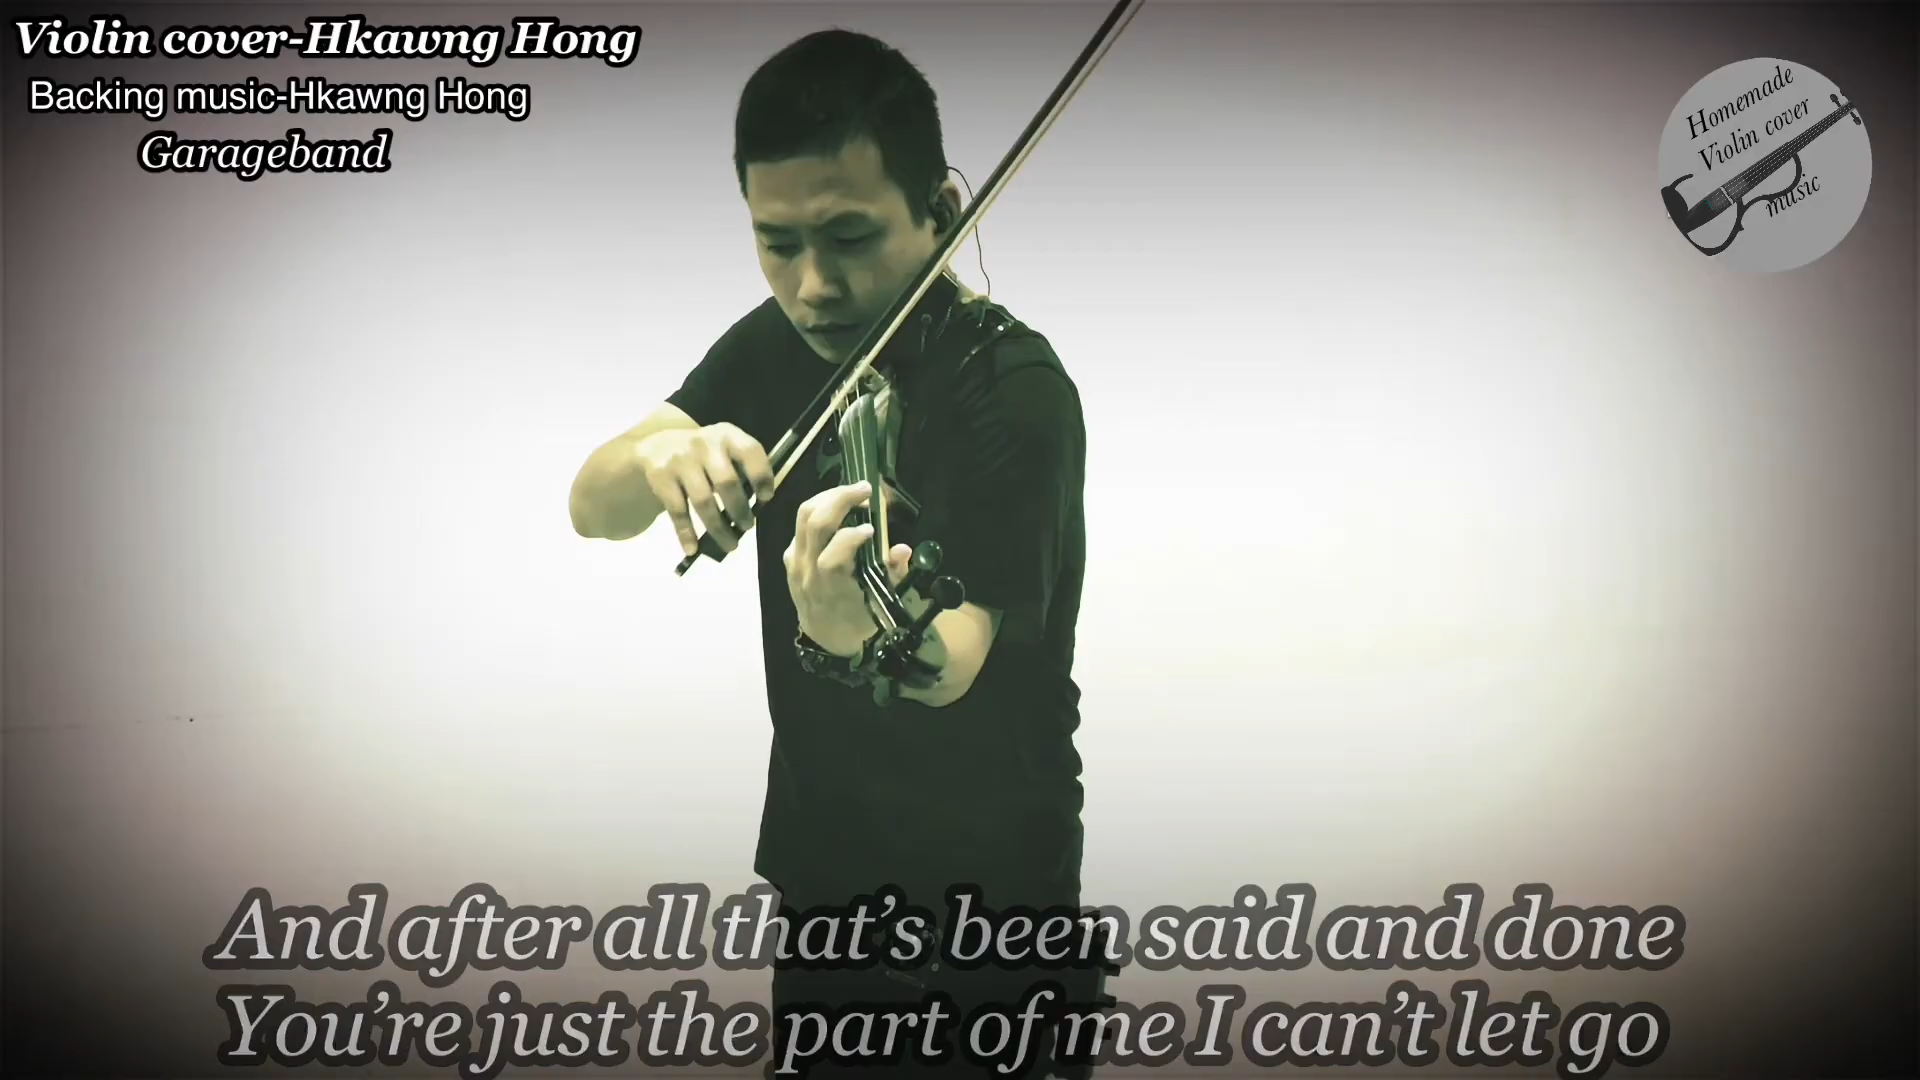 Violin cover-Hkawng Hong
Backing music-Hkawng Hong
Garageband
Homemade
Violin cover
music
And after all that's been said and done
You're just the part of me I can't let go